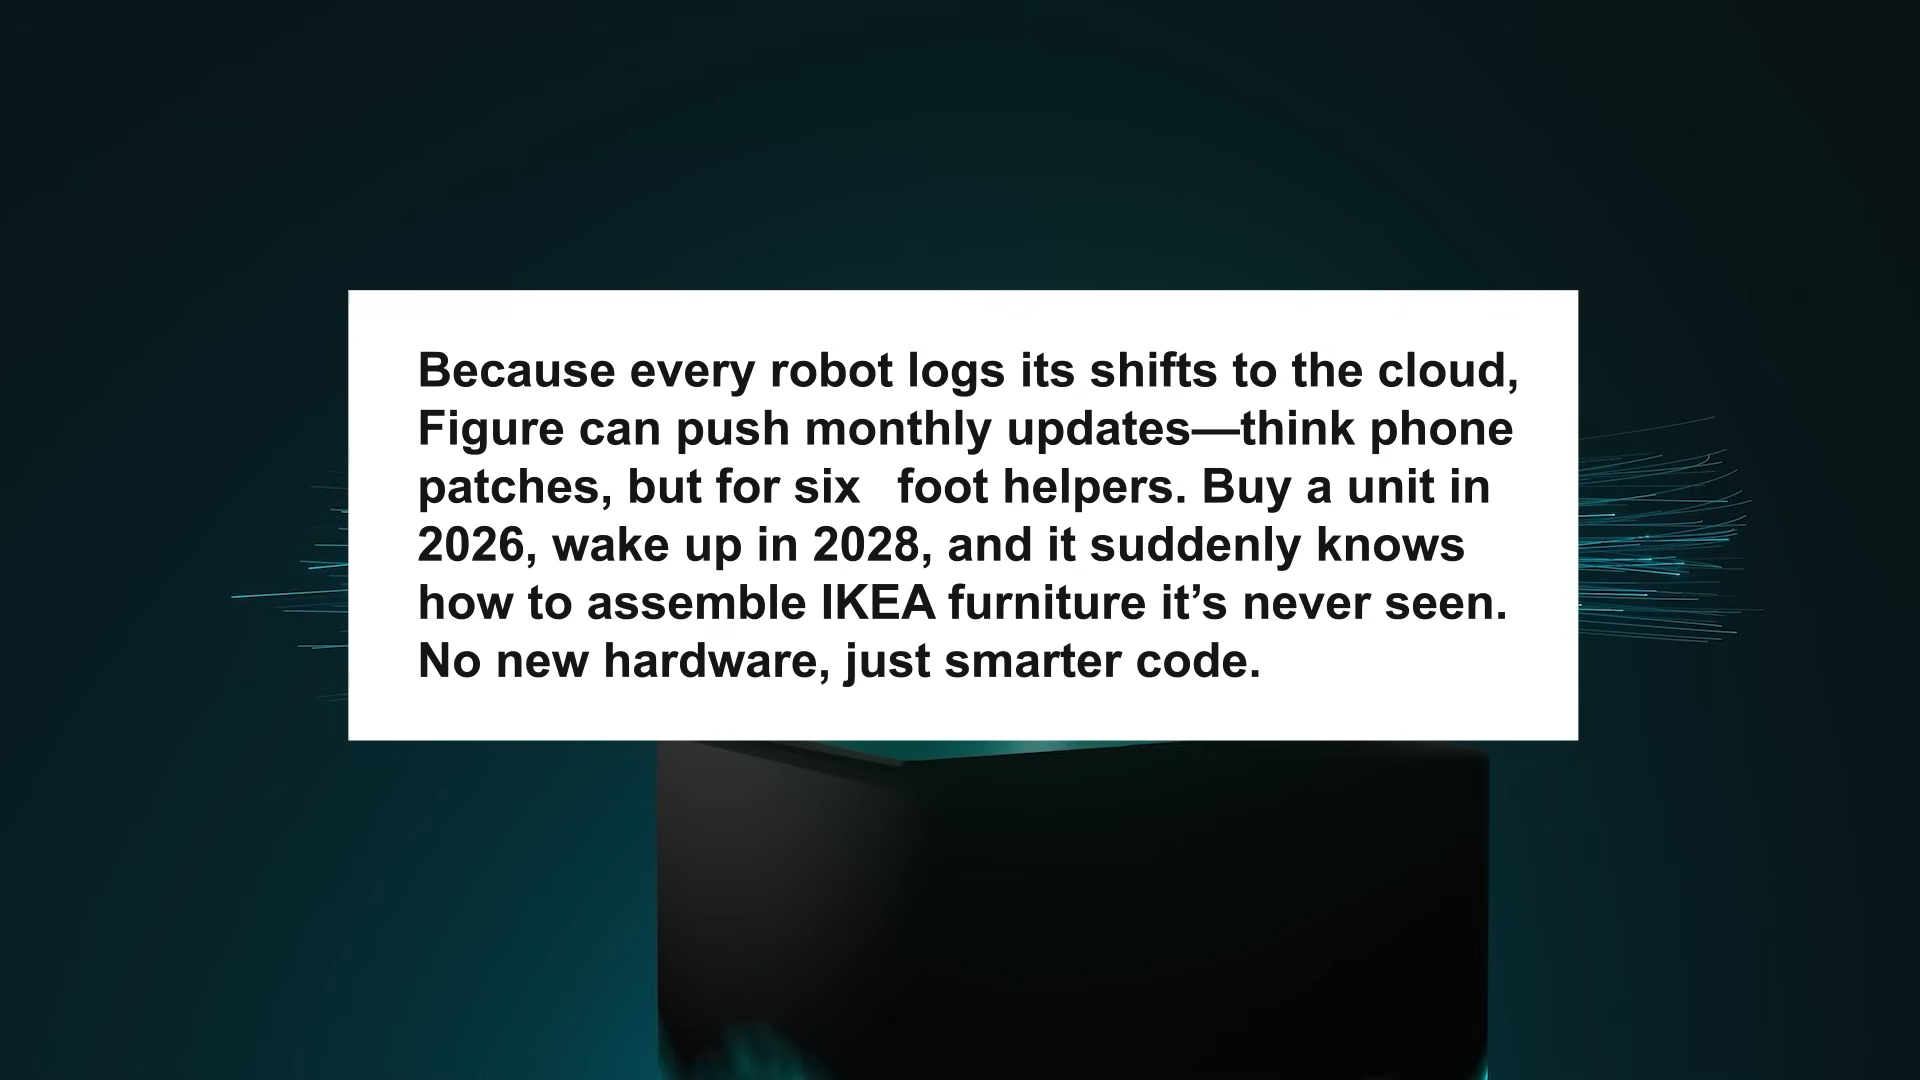 Because every robot logs its shifts to the cloud,
Figure can push monthly updates—think phone
patches, but for six   foot helpers. Buy a unit in
2026, wake up in 2028, and it suddenly knows
how to assemble IKEA furniture it’s never seen.
No new hardware, just smarter code.